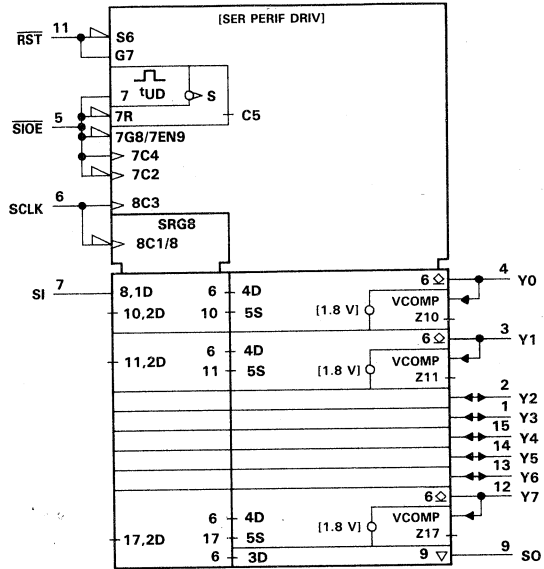 [SER PERIF DRIV]
RST 11 S6
G7
7 tUD S
C5
SIOE 5 7R
7G8/7EN9
7C4
7C2
SCLK 6 8C3
SRG8
8C1/8
SI 7 8,1D 6 4D 6 4 Y0
10,2D 10 5S [1.8 V] VCOMP
Z10
6 4D 6 3 Y1
11,2D 11 5S [1.8 V] VCOMP
Z11
2 Y2
1 Y3
15 Y4
14 Y5
13 Y6
6 12 Y7
6 4D [1.8 V] VCOMP
17,2D 17 5S Z17
6 3D 9 ▽ 9 SO